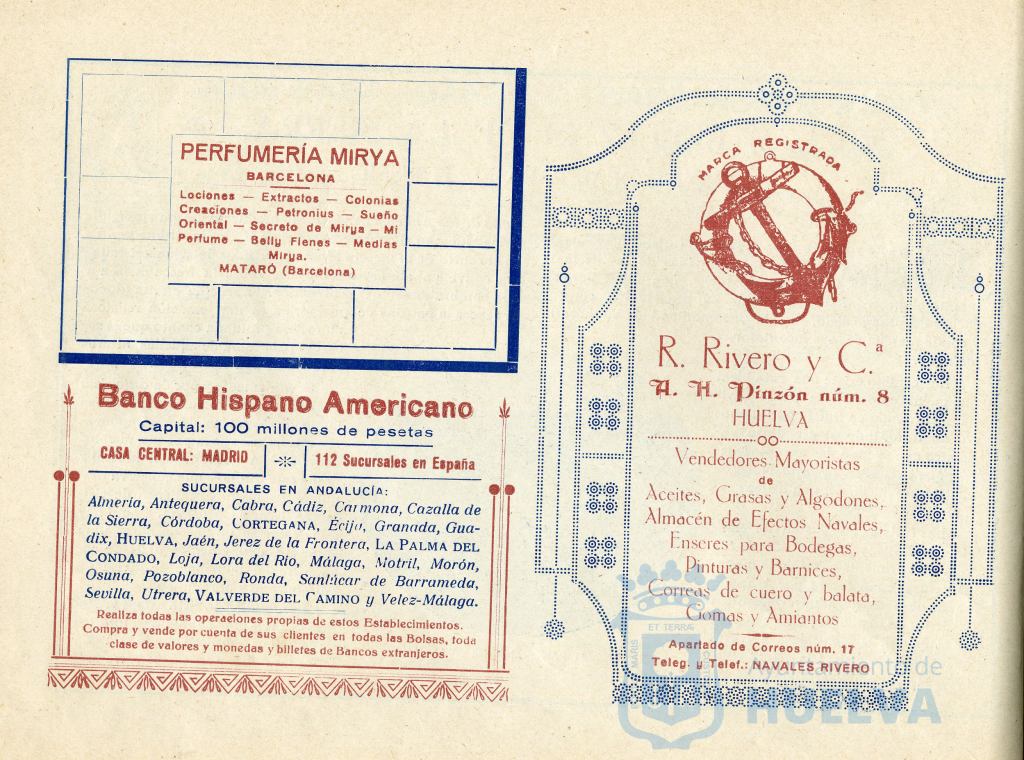 PERFUMERÍA MIRYA
BARCELONA
Lociones — Extractos — Colonias
Creaciones — Petronius — Sueño
Oriental — Secreto de Mirya — Mi
Perfume — Belly Flenes — Medias
Mirya.
MATARÓ (Barcelona)
Banco Hispano Americano
Capital: 100 millones de pesetas
CASA CENTRAL: MADRID
112 Sucursales en España
SUCURSALES EN ANDALUCÍA:
Almería, Antequera, Cabra, Cádiz, Carmona, Cazalla de
la Sierra, Córdoba, CORTEGANA, Écija, Granada, Gua-
dix, HUELVA, Jaén, Jerez de la Frontera, LA PALMA DEL
CONDADO, Loja, Lora del Río, Málaga, Motril, Morón,
Osuna, Pozoblanco, Ronda, Sanlúcar de Barrameda,
Sevilla, Utrera, VALVERDE DEL CAMINO y Velez-Málaga.
Realiza todas las operaciones propias de estos Establecimientos.
Compra y vende por cuenta de sus clientes en todas las Bolsas, toda
clase de valores y monedas y billetes de Bancos extranjeros.
MARCA REGISTRADA
R. Rivero y C.ª
A. H. Pinzón núm. 8
HUELVA
Vendedores Mayoristas
de
Aceites, Grasas y Algodones,
Almacén de Efectos Navales,
Enseres para Bodegas,
Pinturas y Barnices,
Correas de cuero y balata,
Gomas y Amiantos
Apartado de Correos núm. 17
Teleg. y Telef.: NAVALES RIVERO
ET TERRÆ
MARIS
Ayuntamiento de
HUELVA